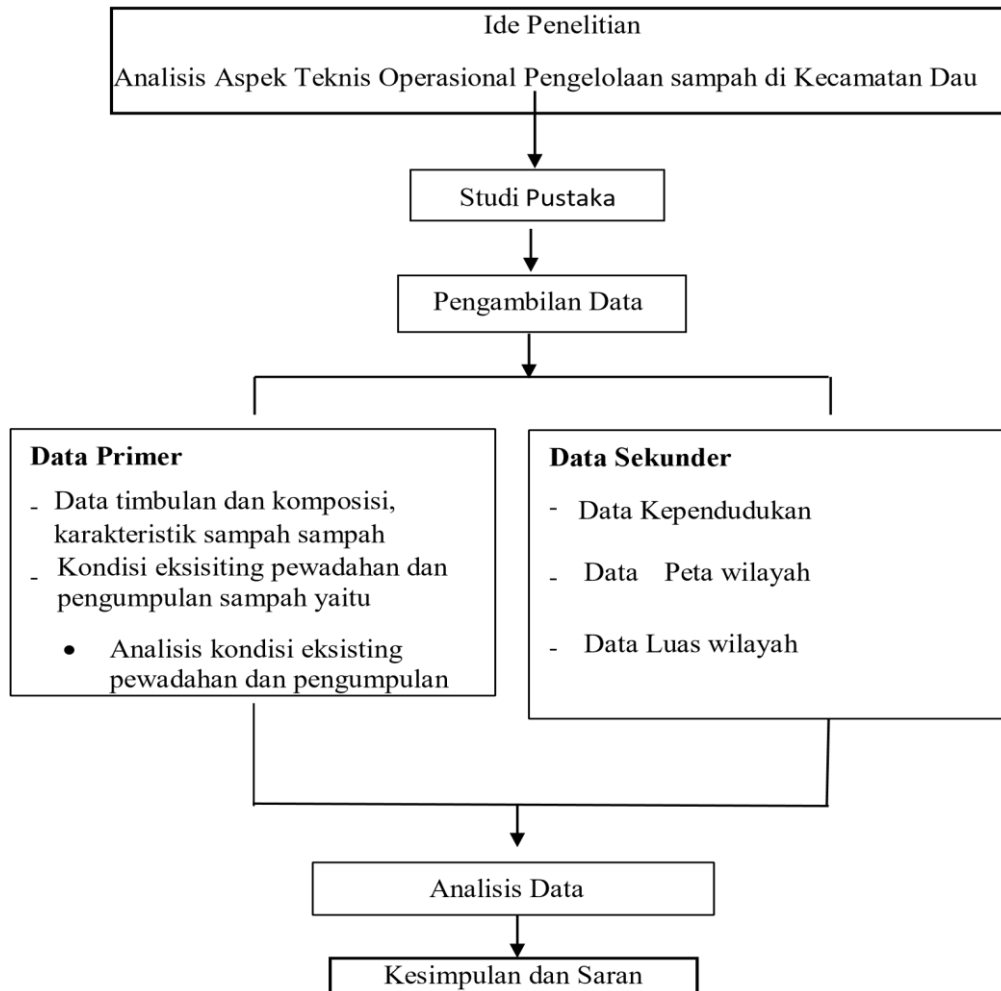 Ide Penelitian
Analisis Aspek Teknis Operasional Pengelolaan sampah di Kecamatan Dau
Studi Pustaka
Pengambilan Data
Data Primer
- Data timbulan dan komposisi,
karakteristik sampah sampah
- Kondisi eksisiting pewadahan dan
pengumpulan sampah yaitu
• Analisis kondisi eksisting
pewadahan dan pengumpulan
Data Sekunder
- Data Kependudukan
- Data Peta wilayah
- Data Luas wilayah
Analisis Data
Kesimpulan dan Saran